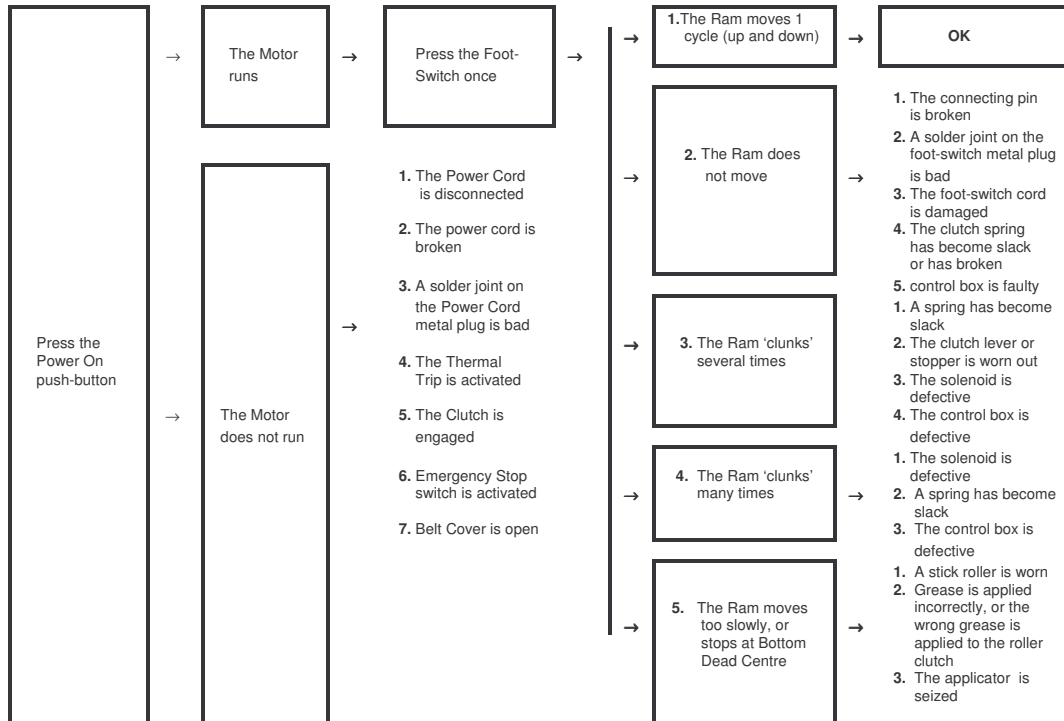 Press the
Power On
push-button
→
The Motor
runs
→
Press the Foot-
Switch once
→
→
1.The Ram moves 1
cycle (up and down)
→
OK
→
2. The Ram does
not move
→
1. The connecting pin
is broken
2. A solder joint on the
foot-switch metal plug
is bad
3. The foot-switch cord
is damaged
4. The clutch spring
has become slack
or has broken
5. control box is faulty
→
3. The Ram 'clunks'
several times
→
1. A spring has become
slack
2. The clutch lever or
stopper is worn out
3. The solenoid is
defective
4. The control box is
defective
→
4. The Ram 'clunks'
many times
→
1. The solenoid is
defective
2. A spring has become
slack
3. The control box is
defective
→
5. The Ram moves
too slowly, or
stops at Bottom
Dead Centre
→
1. A stick roller is worn
2. Grease is applied
incorrectly, or the
wrong grease is
applied to the roller
clutch
3. The applicator is
seized
→
The Motor
does not run
→
1. The Power Cord
is disconnected
2. The power cord is
broken
3. A solder joint on
the Power Cord
metal plug is bad
4. The Thermal
Trip is activated
5. The Clutch is
engaged
6. Emergency Stop
switch is activated
7. Belt Cover is open